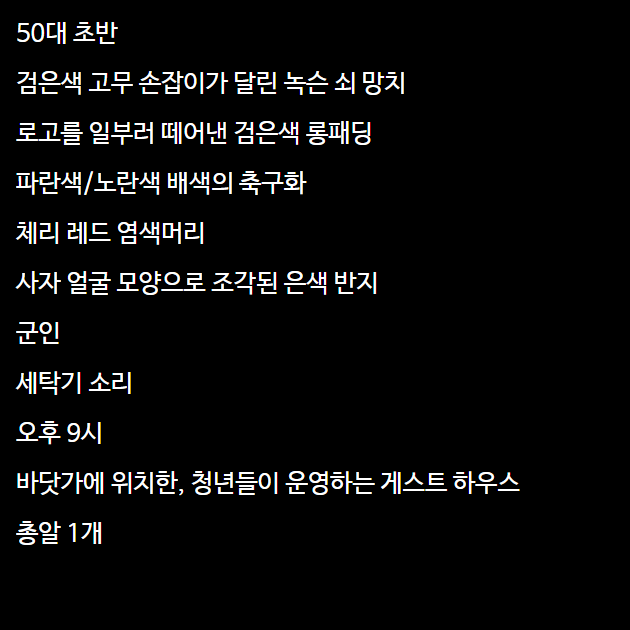 50대 초반
검은색 고무 손잡이가 달린 녹슨 쇠 망치
로고를 일부러 떼어낸 검은색 롱패딩
파란색/노란색 배색의 축구화
체리 레드 염색머리
사자 얼굴 모양으로 조각된 은색 반지
군인
세탁기 소리
오후 9시
바닷가에 위치한, 청년들이 운영하는 게스트 하우스
총알 1개